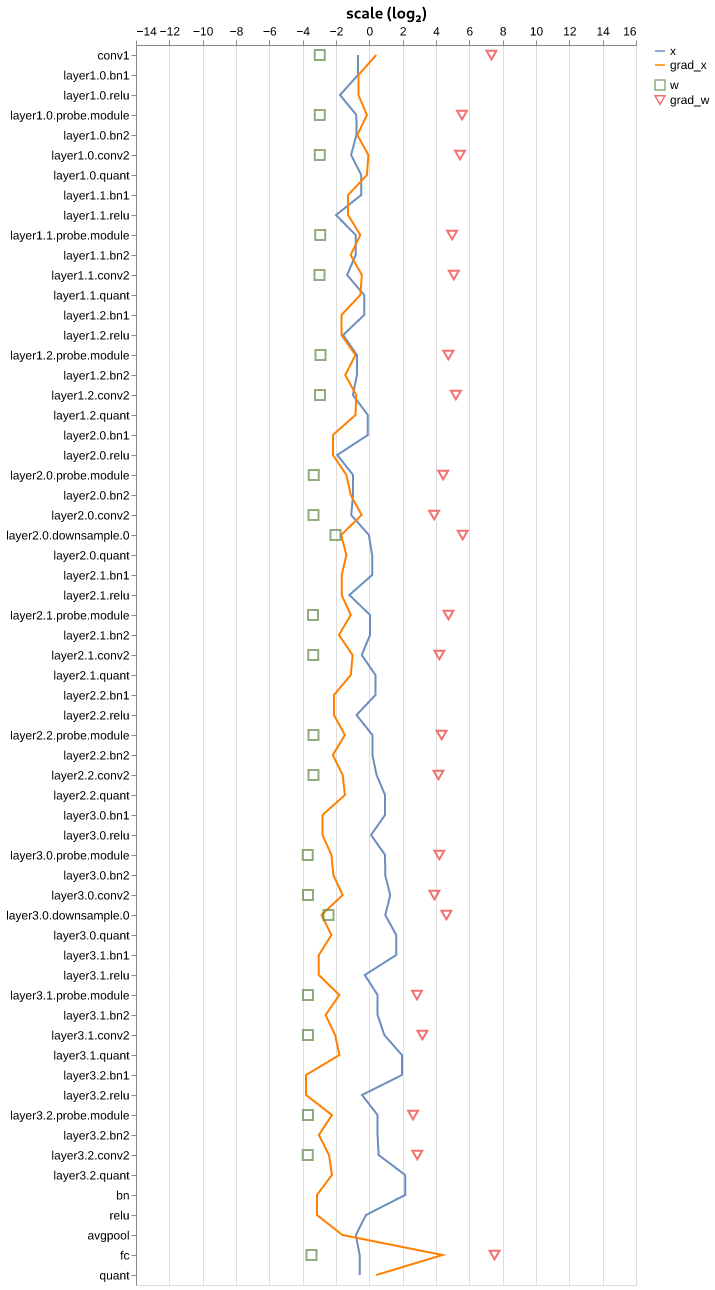 scale (log₂)
−14 −12 −10 −8 −6 −4 −2 0 2 4 6 8 10 12 14 16
x
grad_x
w
grad_w
conv1
layer1.0.bn1
layer1.0.relu
layer1.0.probe.module
layer1.0.bn2
layer1.0.conv2
layer1.0.quant
layer1.1.bn1
layer1.1.relu
layer1.1.probe.module
layer1.1.bn2
layer1.1.conv2
layer1.1.quant
layer1.2.bn1
layer1.2.relu
layer1.2.probe.module
layer1.2.bn2
layer1.2.conv2
layer1.2.quant
layer2.0.bn1
layer2.0.relu
layer2.0.probe.module
layer2.0.bn2
layer2.0.conv2
layer2.0.downsample.0
layer2.0.quant
layer2.1.bn1
layer2.1.relu
layer2.1.probe.module
layer2.1.bn2
layer2.1.conv2
layer2.1.quant
layer2.2.bn1
layer2.2.relu
layer2.2.probe.module
layer2.2.bn2
layer2.2.conv2
layer2.2.quant
layer3.0.bn1
layer3.0.relu
layer3.0.probe.module
layer3.0.bn2
layer3.0.conv2
layer3.0.downsample.0
layer3.0.quant
layer3.1.bn1
layer3.1.relu
layer3.1.probe.module
layer3.1.bn2
layer3.1.conv2
layer3.1.quant
layer3.2.bn1
layer3.2.relu
layer3.2.probe.module
layer3.2.bn2
layer3.2.conv2
layer3.2.quant
bn
relu
avgpool
fc
quant